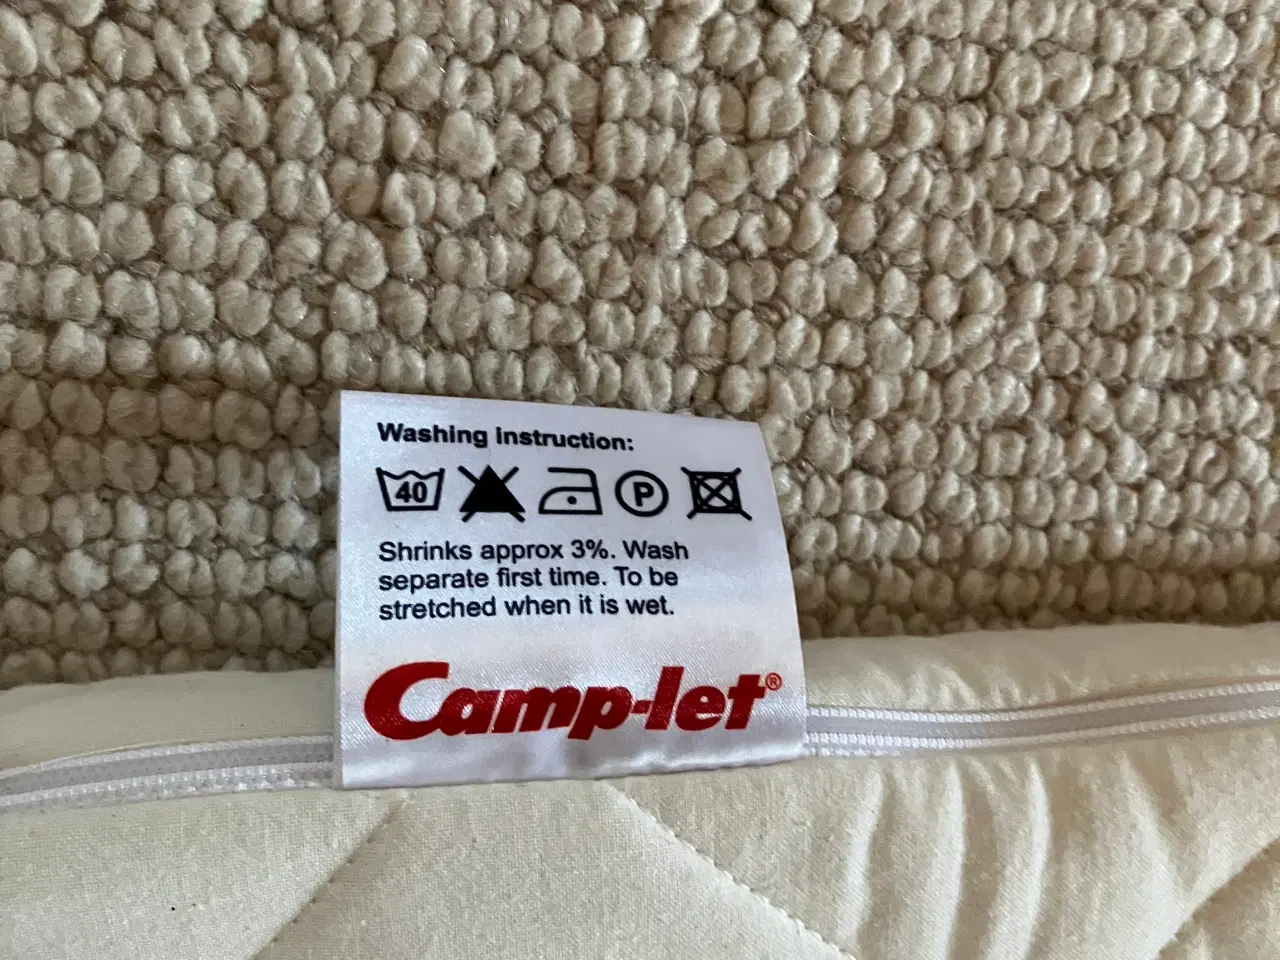 Washing instruction:
40 P
Shrinks approx 3%. Wash
separate first time. To be
stretched when it is wet.
Camp-let®